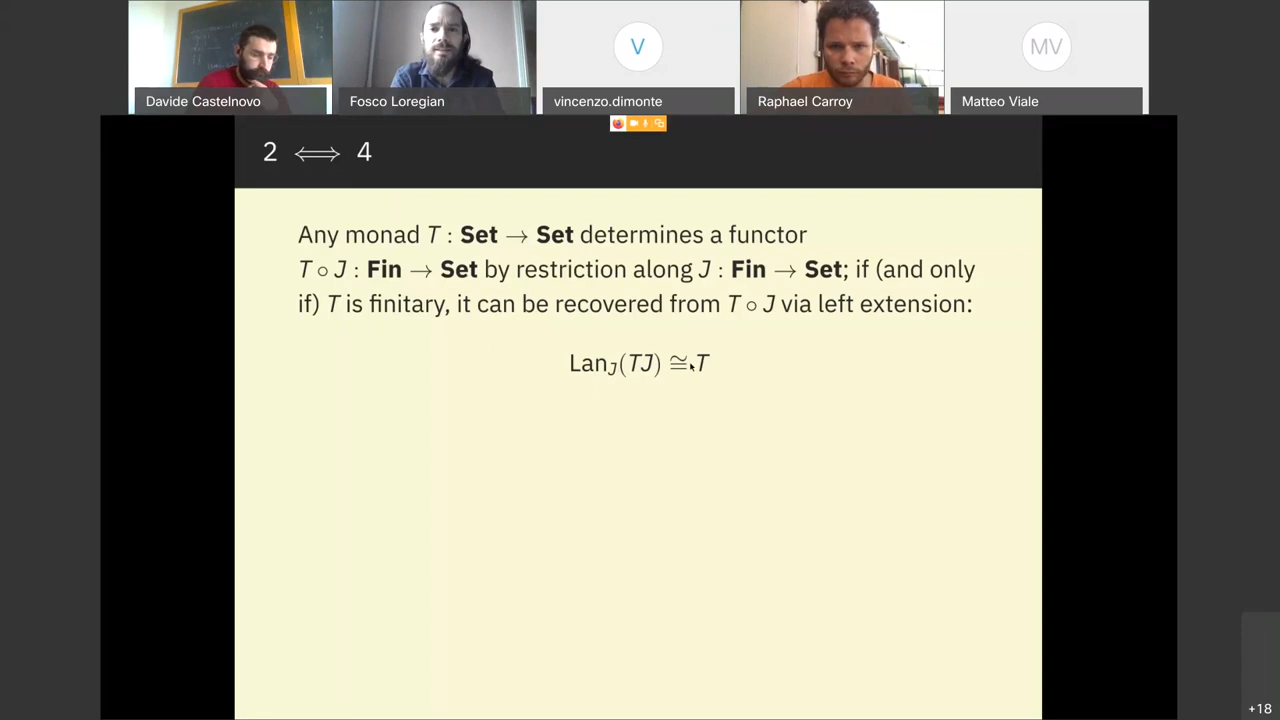 V
MV
Davide Castelnovo
Fosco Loregian
vincenzo.dimonte
Raphael Carroy
Matteo Viale
2 ⟺ 4
Any monad T : Set → Set determines a functor
T ∘ J : Fin → Set by restriction along J : Fin → Set; if (and only
if) T is finitary, it can be recovered from T ∘ J via left extension:
Lan_J(TJ) ≅ T
+18